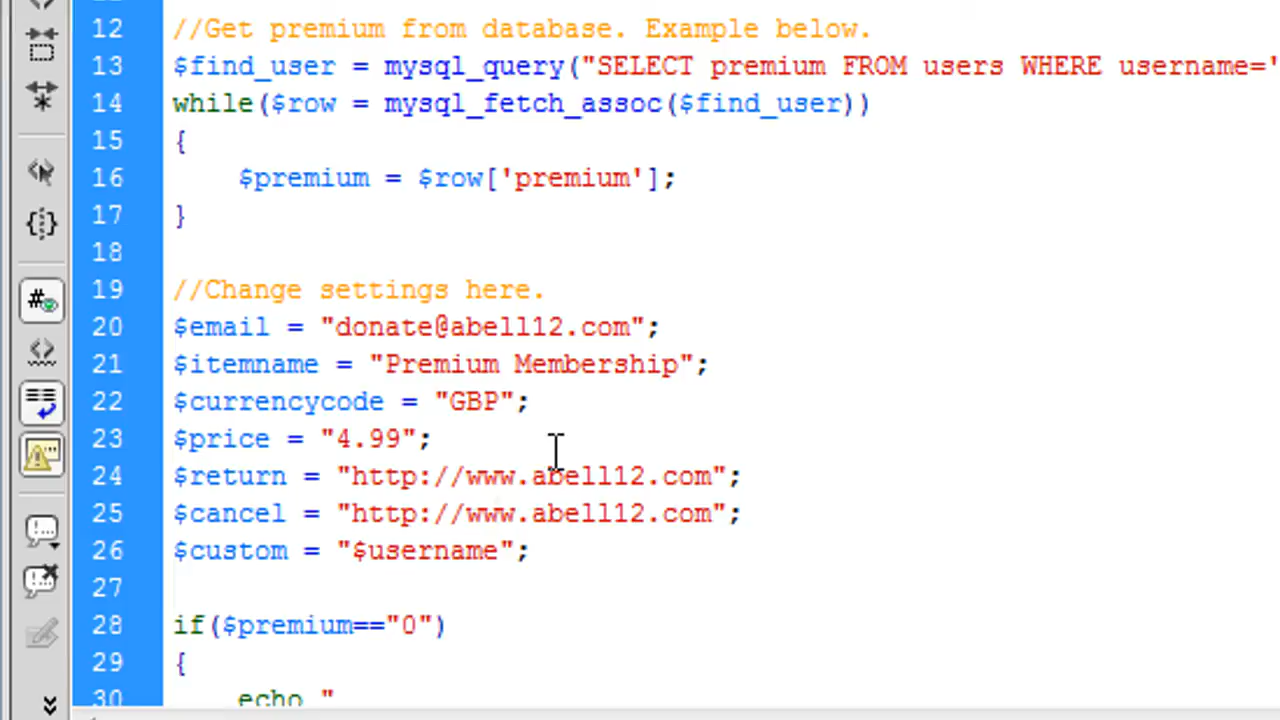 12 //Get premium from database. Example below.
13 $find_user = mysql_query("SELECT premium FROM users WHERE username='
14 while($row = mysql_fetch_assoc($find_user))
15 {
16 $premium = $row['premium'];
17 }
18
19 //Change settings here.
20 $email = "donate@abell12.com";
21 $itemname = "Premium Membership";
22 $currencycode = "GBP";
23 $price = "4.99";
24 $return = "http://www.abell12.com";
25 $cancel = "http://www.abell12.com";
26 $custom = "$username";
27
28 if($premium=="0")
29 {
30 echo "